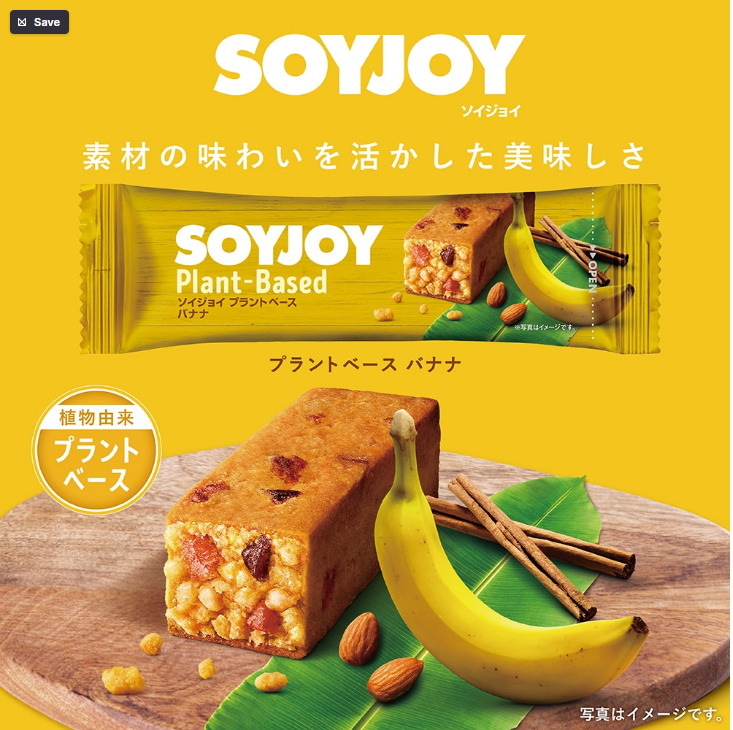 Save
SOYJOY
ソイジョイ
素材の味わいを活かした美味しさ
SOYJOY
Plant-Based
ソイジョイ プラントベース
バナナ
OPEN
※写真はイメージです。
プラントベース バナナ
植物由来
プラント
ベース
写真はイメージです。